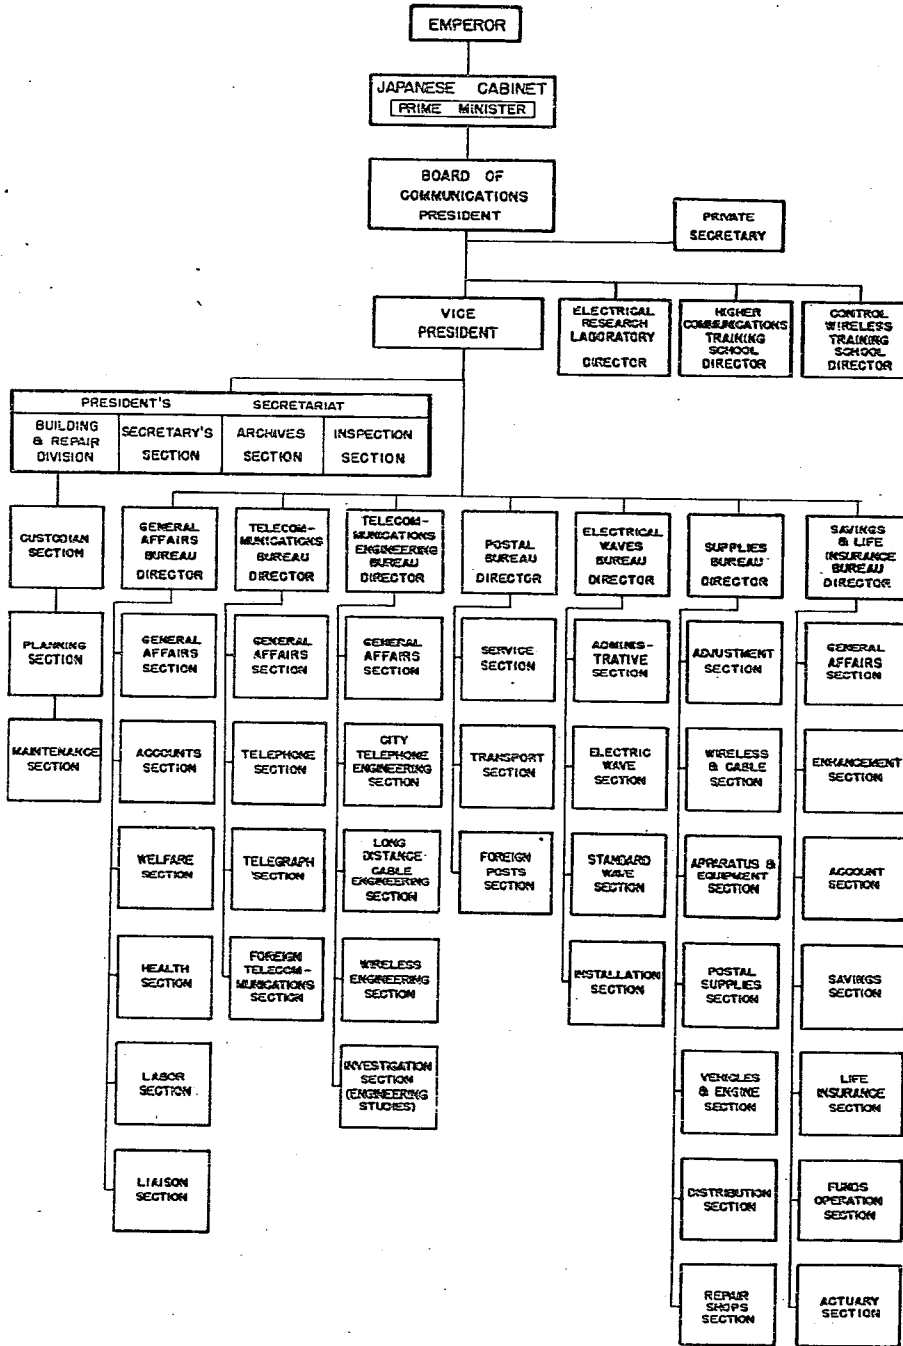 EMPEROR
JAPANESE CABINET
PRIME MINISTER
BOARD OF
COMMUNICATIONS
PRESIDENT
PRIVATE
SECRETARY
VICE
PRESIDENT
ELECTRICAL
RESEARCH
LABORATORY
DIRECTOR
HIGHER
COMMUNICATIONS
TRAINING
SCHOOL
DIRECTOR
CONTROL
WIRELESS
TRAINING
SCHOOL
DIRECTOR
PRESIDENT'S SECRETARIAT
BUILDING
& REPAIR
DIVISION
SECRETARY'S
SECTION
ARCHIVES
SECTION
INSPECTION
SECTION
CUSTODIAN
SECTION
PLANNING
SECTION
MAINTENANCE
SECTION
GENERAL
AFFAIRS
BUREAU
DIRECTOR
GENERAL
AFFAIRS
SECTION
ACCOUNTS
SECTION
WELFARE
SECTION
HEALTH
SECTION
LABOR
SECTION
LIAISON
SECTION
TELECOM-
MUNICATIONS
BUREAU
DIRECTOR
GENERAL
AFFAIRS
SECTION
TELEPHONE
SECTION
TELEGRAPH
SECTION
FOREIGN
TELECOM-
MUNICATIONS
SECTION
TELECOM-
MUNICATIONS
ENGINEERING
BUREAU
DIRECTOR
GENERAL
AFFAIRS
SECTION
CITY
TELEPHONE
ENGINEERING
SECTION
LONG
DISTANCE
CABLE
ENGINEERING
SECTION
WIRELESS
ENGINEERING
SECTION
INVESTIGATION
SECTION
(ENGINEERING
STUDIES)
POSTAL
BUREAU
DIRECTOR
SERVICE
SECTION
TRANSPORT
SECTION
FOREIGN
POSTS
SECTION
ELECTRICAL
WAVES
BUREAU
DIRECTOR
ADMINIS-
TRATIVE
SECTION
ELECTRIC
WAVE
SECTION
STANDARD
WAVE
SECTION
INSTALLATION
SECTION
SUPPLIES
BUREAU
DIRECTOR
ADJUSTMENT
SECTION
WIRELESS
& CABLE
SECTION
APPARATUS &
EQUIPMENT
SECTION
POSTAL
SUPPLIES
SECTION
VEHICLES
& ENGINE
SECTION
DISTRIBUTION
SECTION
REPAIR
SHOPS
SECTION
SAVINGS
& LIFE
INSURANCE
BUREAU
DIRECTOR
GENERAL
AFFAIRS
SECTION
ENHANCEMENT
SECTION
ACCOUNT
SECTION
SAVINGS
SECTION
LIFE
INSURANCE
SECTION
FUNDS
OPERATION
SECTION
ACTUARY
SECTION